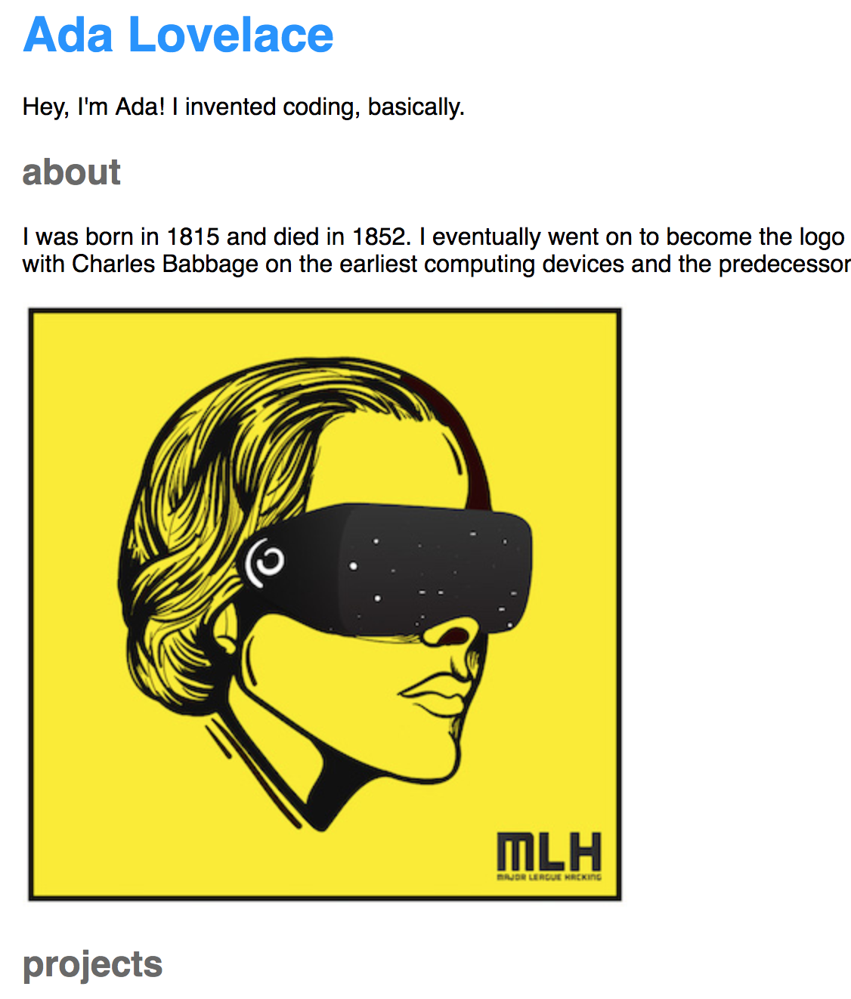 Ada Lovelace
Hey, I'm Ada! I invented coding, basically.
about
I was born in 1815 and died in 1852. I eventually went on to become the logo
with Charles Babbage on the earliest computing devices and the predecessor
MLH
MAJOR LEAGUE HACKING
projects